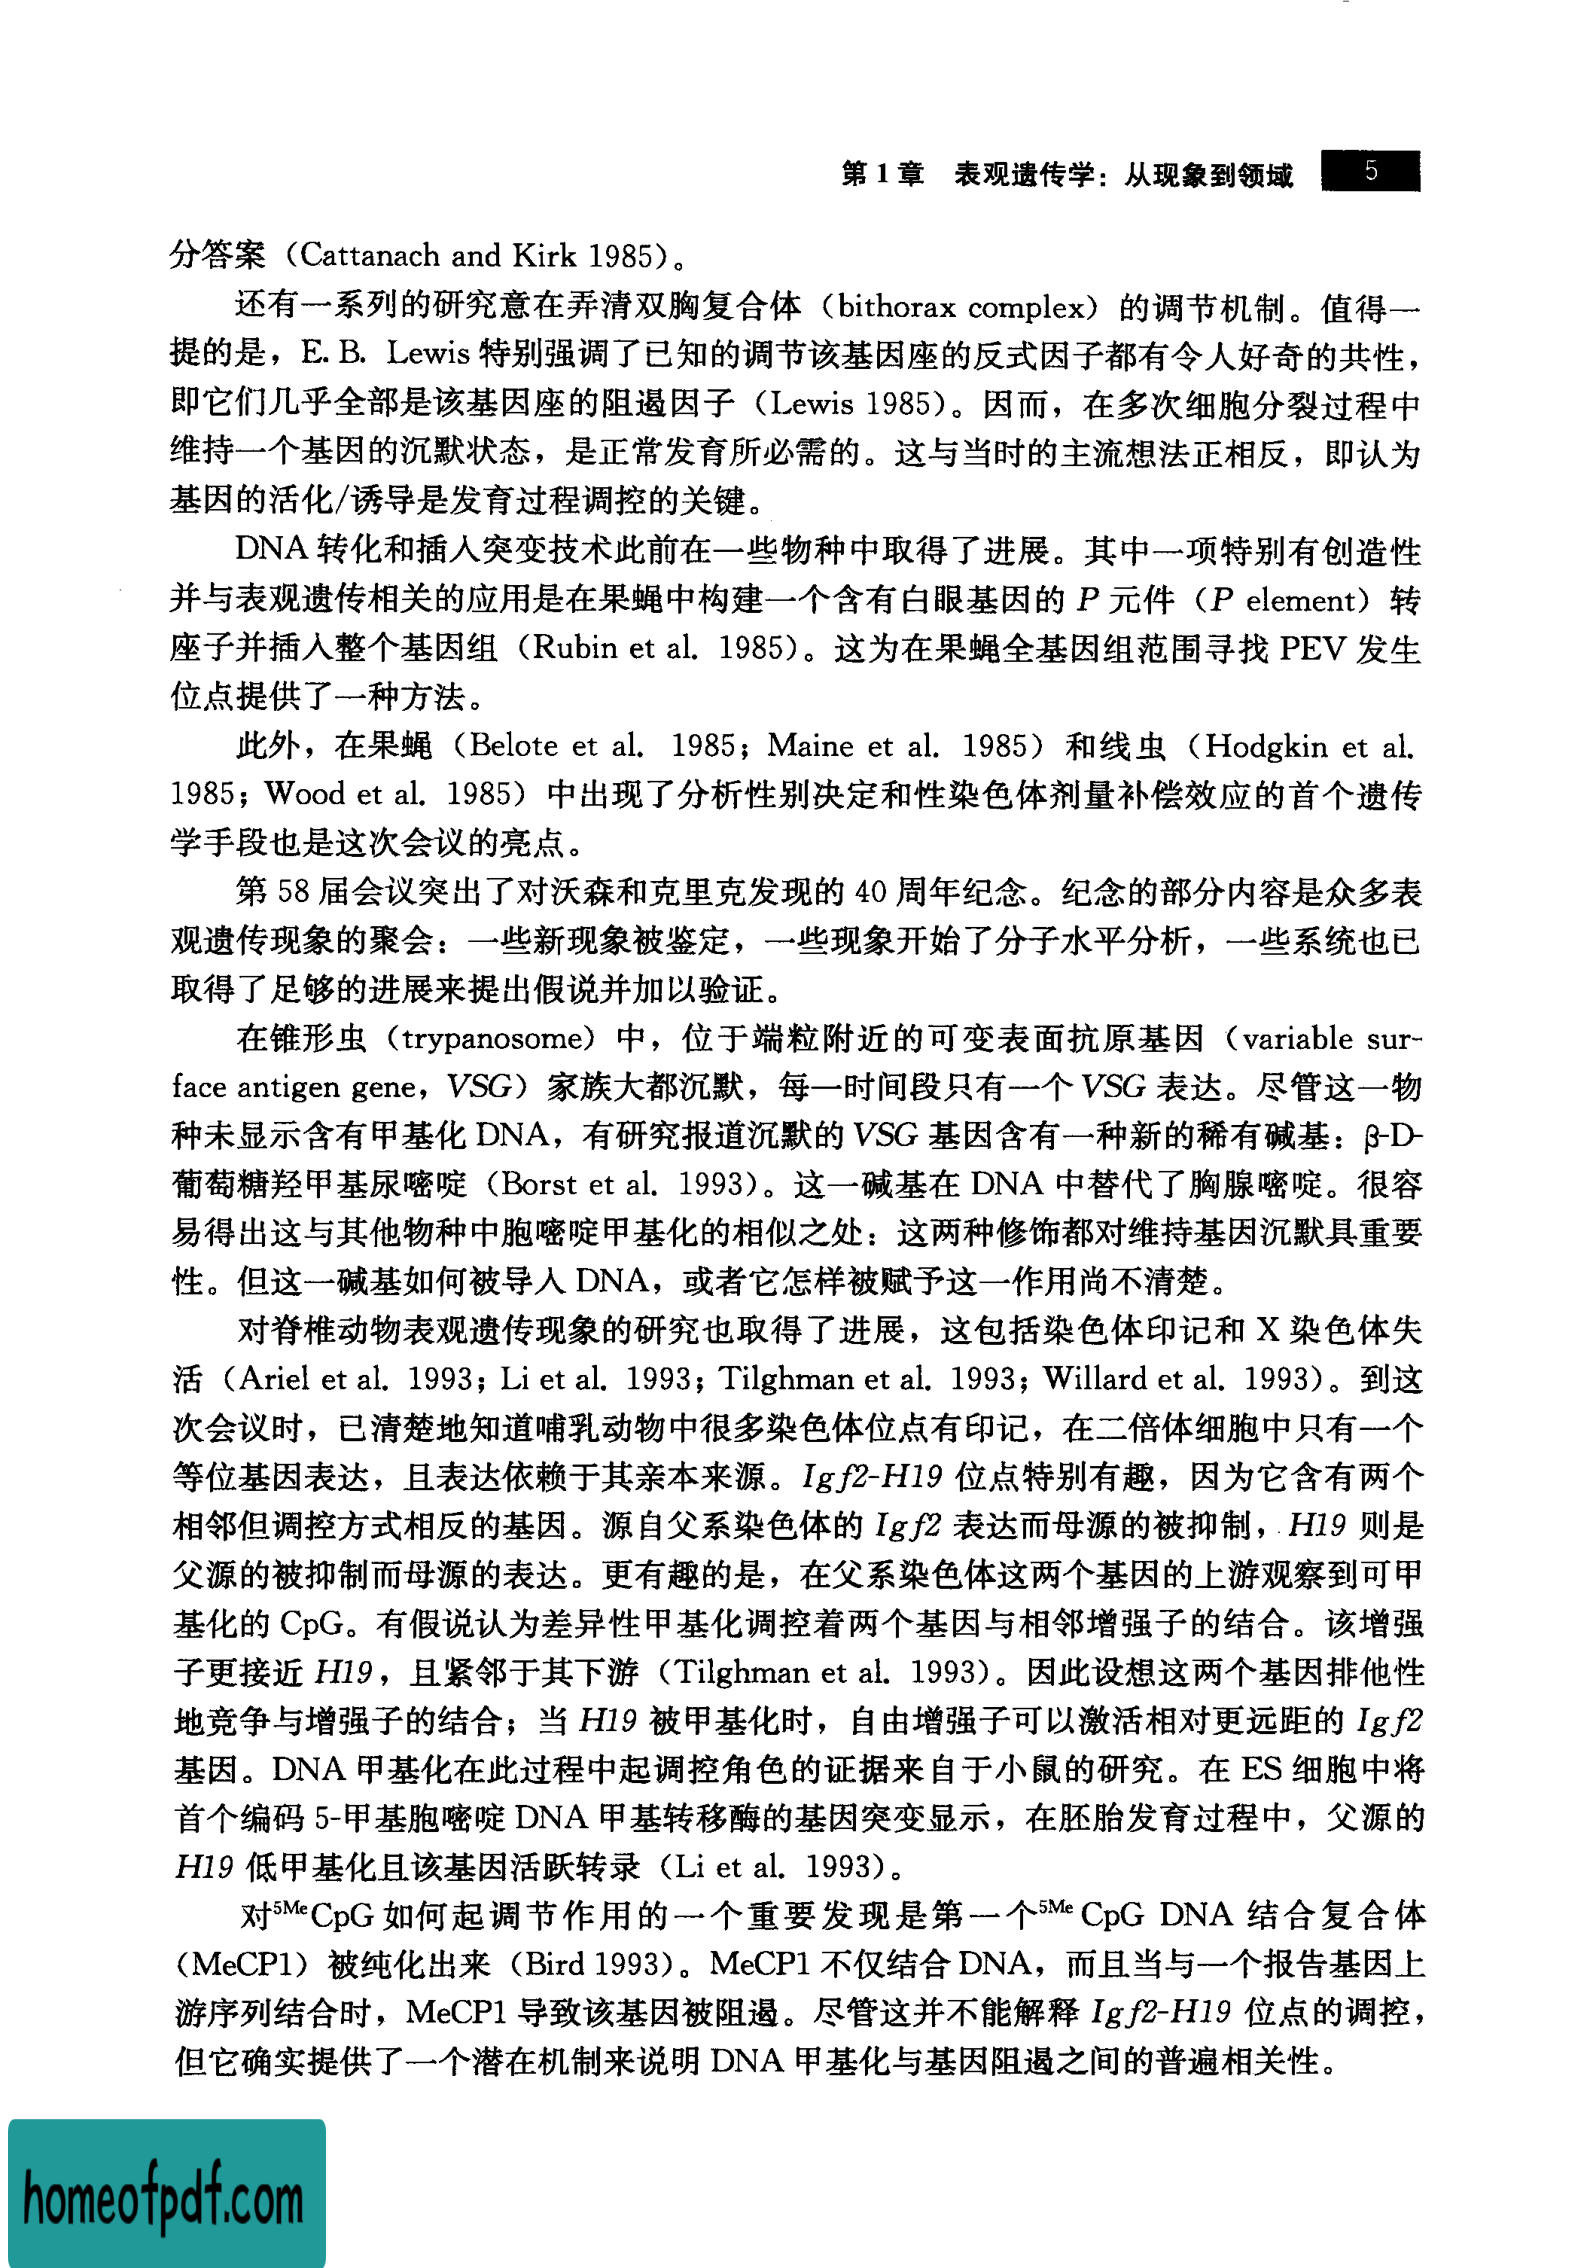 第 1 章 表观遗传学：从现象到领域 5
分答案（Cattanach and Kirk 1985）。
还有一系列的研究意在弄清双胸复合体（bithorax complex）的调节机制。值得一
提的是，E. B. Lewis 特别强调了已知的调节该基因座的反式因子都有令人好奇的共性，
即它们几乎全部是该基因座的阻遏因子（Lewis 1985）。因而，在多次细胞分裂过程中
维持一个基因的沉默状态，是正常发育所必需的。这与当时的主流想法正相反，即认为
基因的活化/诱导是发育过程调控的关键。
DNA 转化和插入突变技术此前在一些物种中取得了进展。其中一项特别有创造性
并与表观遗传相关的应用是在果蝇中构建一个含有白眼基因的 P 元件（P element）转
座子并插入整个基因组（Rubin et al. 1985）。这为在果蝇全基因组范围寻找 PEV 发生
位点提供了一种方法。
此外，在果蝇（Belote et al. 1985；Maine et al. 1985）和线虫（Hodgkin et al.
1985；Wood et al. 1985）中出现了分析性别决定和性染色体剂量补偿效应的首个遗传
学手段也是这次会议的亮点。
第 58 届会议突出了对沃森和克里克发现的 40 周年纪念。纪念的部分内容是众多表
观遗传现象的聚会：一些新现象被鉴定，一些现象开始了分子水平分析，一些系统也已
取得了足够的进展来提出假说并加以验证。
在锥形虫（trypanosome）中，位于端粒附近的可变表面抗原基因（variable sur-
face antigen gene，VSG）家族大都沉默，每一时间段只有一个 VSG 表达。尽管这一物
种未显示含有甲基化 DNA，有研究报道沉默的 VSG 基因含有一种新的稀有碱基：β-D-
葡萄糖羟甲基尿嘧啶（Borst et al. 1993）。这一碱基在 DNA 中替代了胸腺嘧啶。很容
易得出这与其他物种中胞嘧啶甲基化的相似之处：这两种修饰都对维持基因沉默具重要
性。但这一碱基如何被导入 DNA，或者它怎样被赋予这一作用尚不清楚。
对脊椎动物表观遗传现象的研究也取得了进展，这包括染色体印记和 X 染色体失
活（Ariel et al. 1993；Li et al. 1993；Tilghman et al. 1993；Willard et al. 1993）。到这
次会议时，已清楚地知道哺乳动物中很多染色体位点有印记，在二倍体细胞中只有一个
等位基因表达，且表达依赖于其亲本来源。Igf2-H19 位点特别有趣，因为它含有两个
相邻但调控方式相反的基因。源自父系染色体的 Igf2 表达而母源的被抑制，H19 则是
父源的被抑制而母源的表达。更有趣的是，在父系染色体这两个基因的上游观察到可甲
基化的 CpG。有假说认为差异性甲基化调控着两个基因与相邻增强子的结合。该增强
子更接近 H19，且紧邻于其下游（Tilghman et al. 1993）。因此设想这两个基因排他性
地竞争与增强子的结合；当 H19 被甲基化时，自由增强子可以激活相对更远距的 Igf2
基因。DNA 甲基化在此过程中起调控角色的证据来自于小鼠的研究。在 ES 细胞中将
首个编码 5-甲基胞嘧啶 DNA 甲基转移酶的基因突变显示，在胚胎发育过程中，父源的
H19 低甲基化且该基因活跃转录（Li et al. 1993）。
对⁵ᴹᵉCpG 如何起调节作用的一个重要发现是第一个⁵ᴹᵉCpG DNA 结合复合体
（MeCP1）被纯化出来（Bird 1993）。MeCP1 不仅结合 DNA，而且当与一个报告基因上
游序列结合时，MeCP1 导致该基因被阻遏。尽管这并不能解释 Igf2-H19 位点的调控，
但它确实提供了一个潜在机制来说明 DNA 甲基化与基因阻遏之间的普遍相关性。
homeofpdf.com